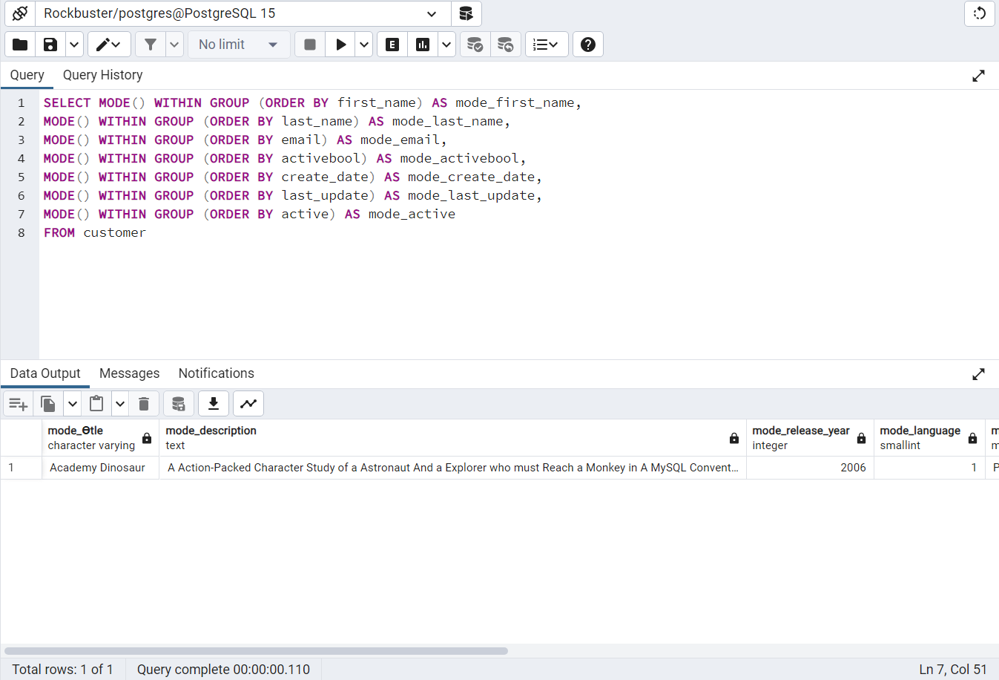 Rockbuster/postgres@PostgreSQL 15
No limit
E
Query Query History
1 SELECT MODE() WITHIN GROUP (ORDER BY first_name) AS mode_first_name,
2 MODE() WITHIN GROUP (ORDER BY last_name) AS mode_last_name,
3 MODE() WITHIN GROUP (ORDER BY email) AS mode_email,
4 MODE() WITHIN GROUP (ORDER BY activebool) AS mode_activebool,
5 MODE() WITHIN GROUP (ORDER BY create_date) AS mode_create_date,
6 MODE() WITHIN GROUP (ORDER BY last_update) AS mode_last_update,
7 MODE() WITHIN GROUP (ORDER BY active) AS mode_active
8 FROM customer
Data Output Messages Notifications
mode_Ɵtle mode_description mode_release_year mode_language m
character varying text integer smallint m
1 Academy Dinosaur A Action-Packed Character Study of a Astronaut And a Explorer who must Reach a Monkey in A MySQL Convent... 2006 1 P
Total rows: 1 of 1 Query complete 00:00:00.110 Ln 7, Col 51